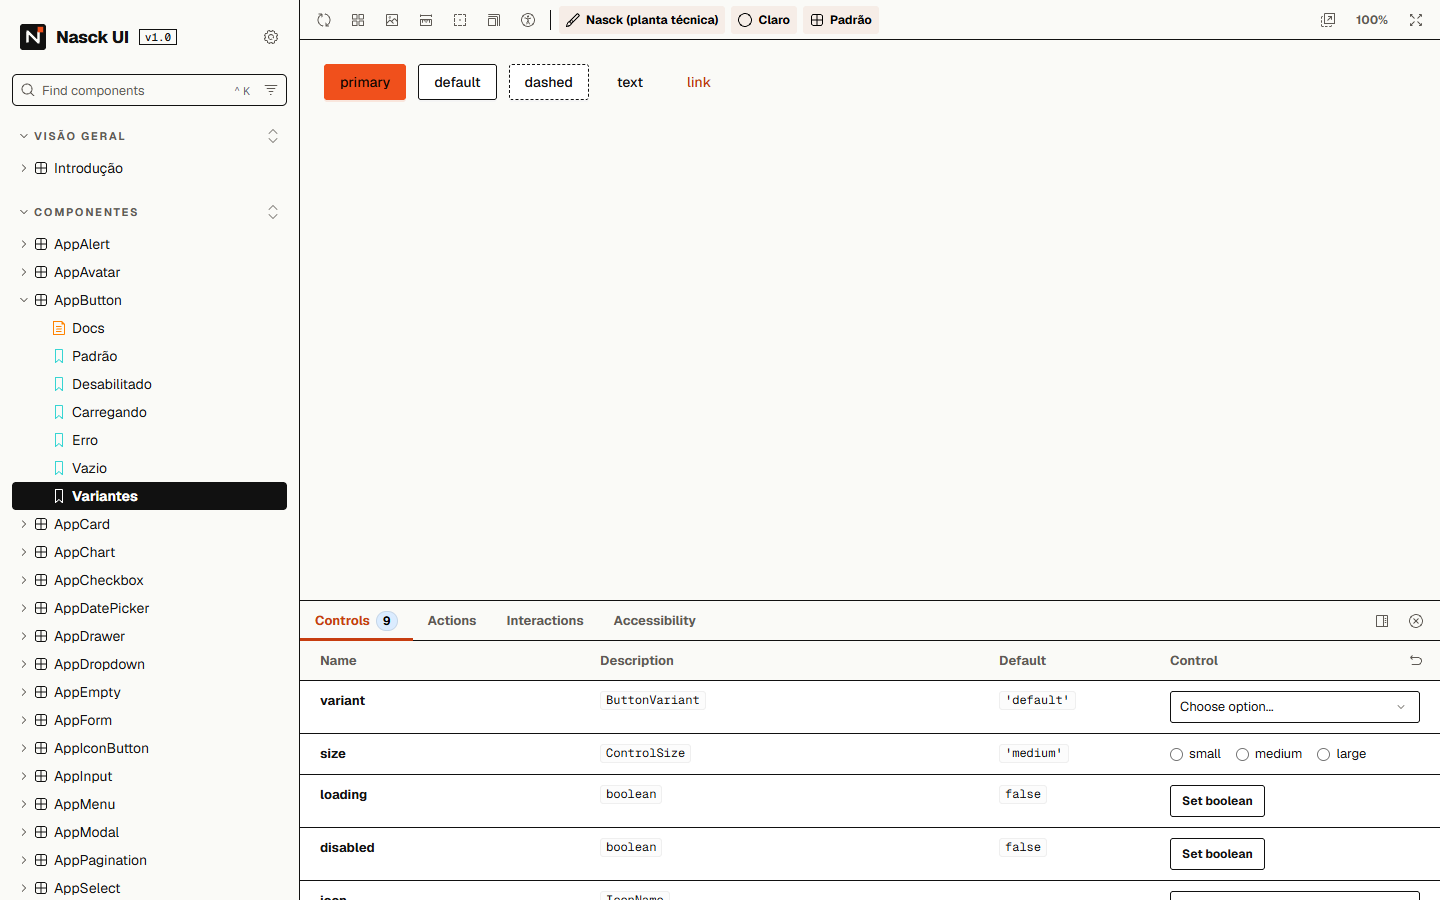 Nasck UI v1.0
Find components ^ K
VISÃO GERAL
Introdução
COMPONENTES
AppAlert
AppAvatar
AppButton
Docs
Padrão
Desabilitado
Carregando
Erro
Vazio
Variantes
AppCard
AppChart
AppCheckbox
AppDatePicker
AppDrawer
AppDropdown
AppEmpty
AppForm
AppIconButton
AppInput
AppMenu
AppModal
AppPagination
AppSelect
Nasck (planta técnica) Claro Padrão 100%
primary default dashed text link
Controls 9 Actions Interactions Accessibility
Name Description Default Control
variant ButtonVariant 'default' Choose option...
size ControlSize 'medium' small medium large
loading boolean false Set boolean
disabled boolean false Set boolean
icon IconName